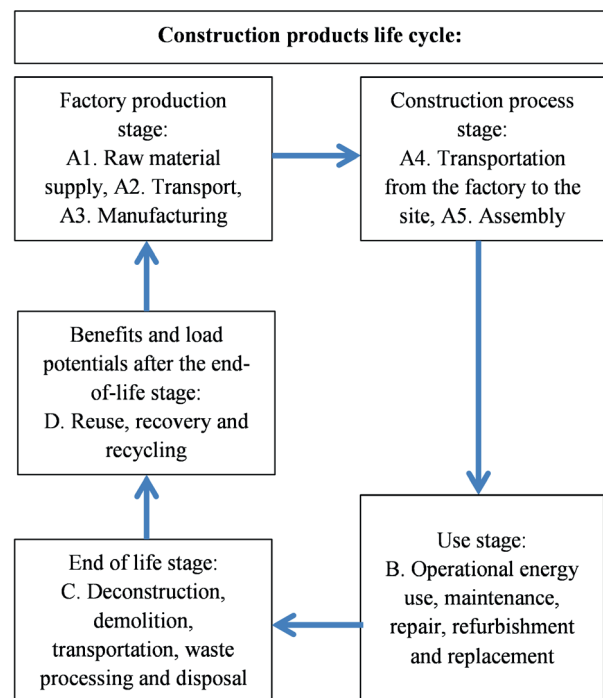 Construction products life cycle:
Factory production
stage:
A1. Raw material
supply, A2. Transport,
A3. Manufacturing
Construction process
stage:
A4. Transportation
from the factory to the
site, A5. Assembly
Benefits and load
potentials after the end-
of-life stage:
D. Reuse, recovery and
recycling
End of life stage:
C. Deconstruction,
demolition,
transportation, waste
processing and disposal
Use stage:
B. Operational energy
use, maintenance,
repair, refurbishment
and replacement